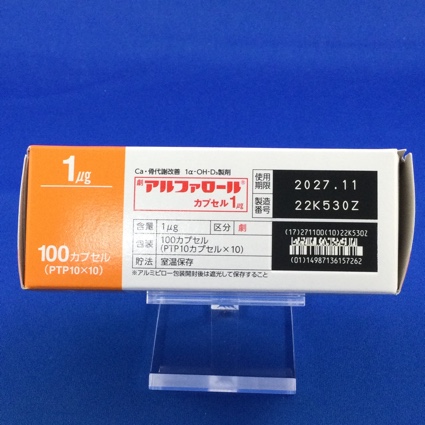 1μg
100カプセル
(PTP10×10)
Ca・骨代謝改善 1α-OH-D₃製剤
劇 アルファロール®
カプセル1μg
含量 1μg 区分 劇
包装 100カプセル
(PTP10カプセル×10)
貯法 室温保存
※アルミピロー包装開封後は遮光して保存すること
使用期限 2027.11
製造番号 22K530Z
(17)271100(10)22K530Z
(01)14987136157262